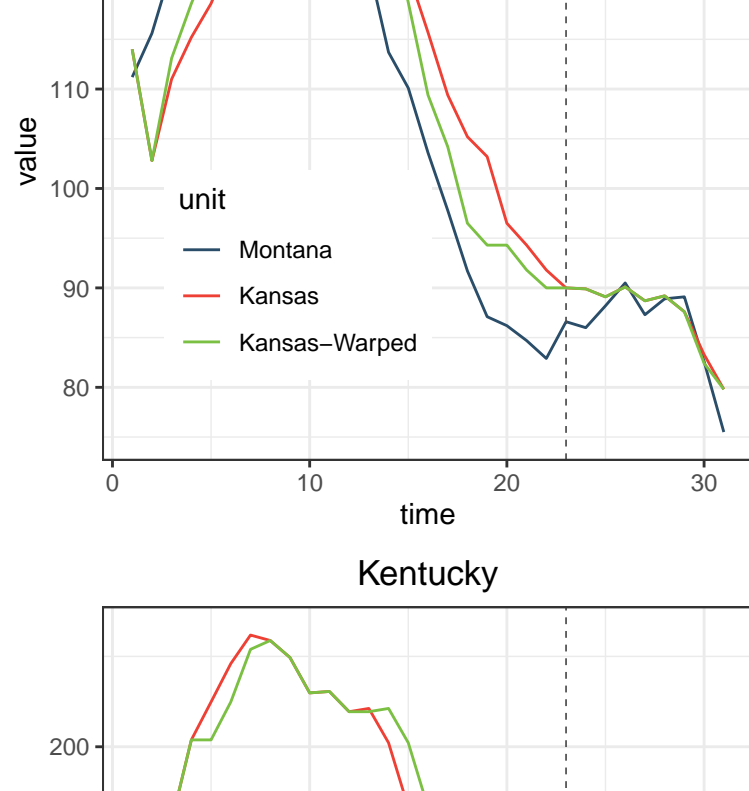 110
value
100
unit
Montana
90
Kansas
Kansas−Warped
80
0 10 20 30
time
Kentucky
200